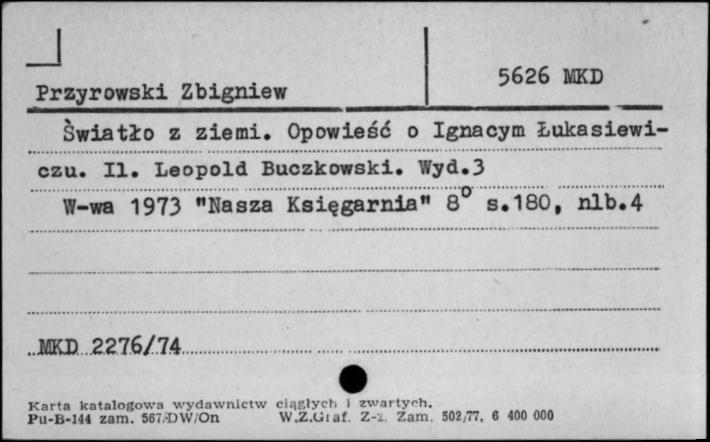 5626 MKD
Przyrowski Zbigniew
Światło z ziemi. Opowieść o Ignacym Łukasiewi-
czu. Il. Leopold Buczkowski. Wyd.3
W-wa 1973 "Nasza Księgarnia" 8° s.180, nlb.4
MKD 2276/74
Karta katalogowa wydawnictw ciągłych i zwartych.
Pu-B-144 zam. 567/DW/On W.Z.Graf. Z-z. Zam. 502/77, 6 400 000